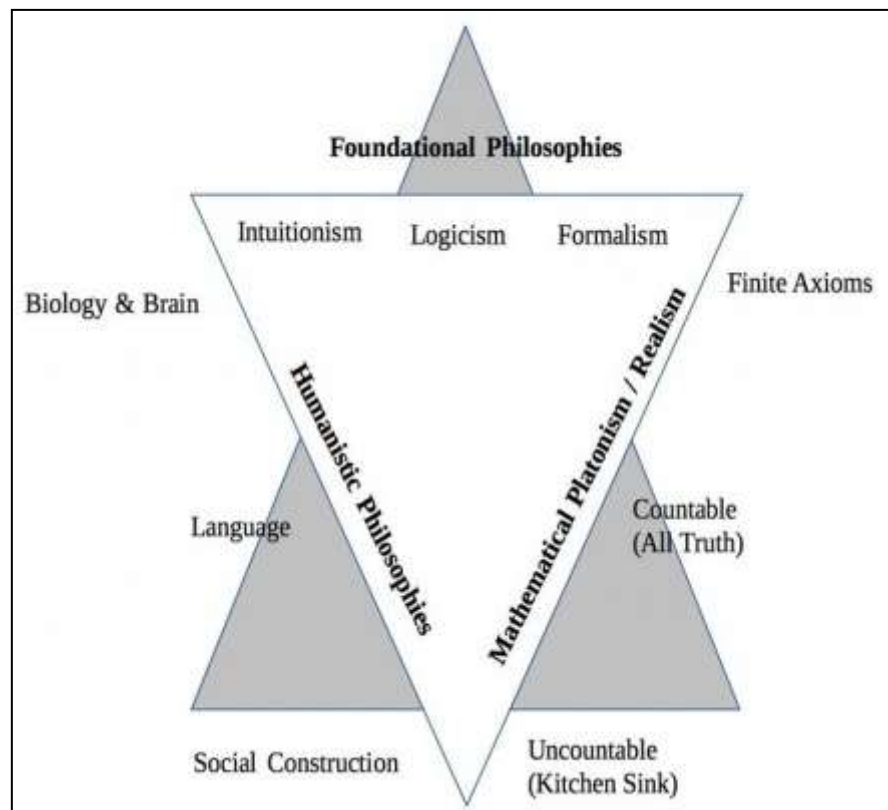 Foundational Philosophies
Intuitionism Logicism Formalism
Biology & Brain
Finite Axioms
Humanistic Philosophies
Mathematical Platonism / Realism
Language
Countable
(All Truth)
Social Construction
Uncountable
(Kitchen Sink)